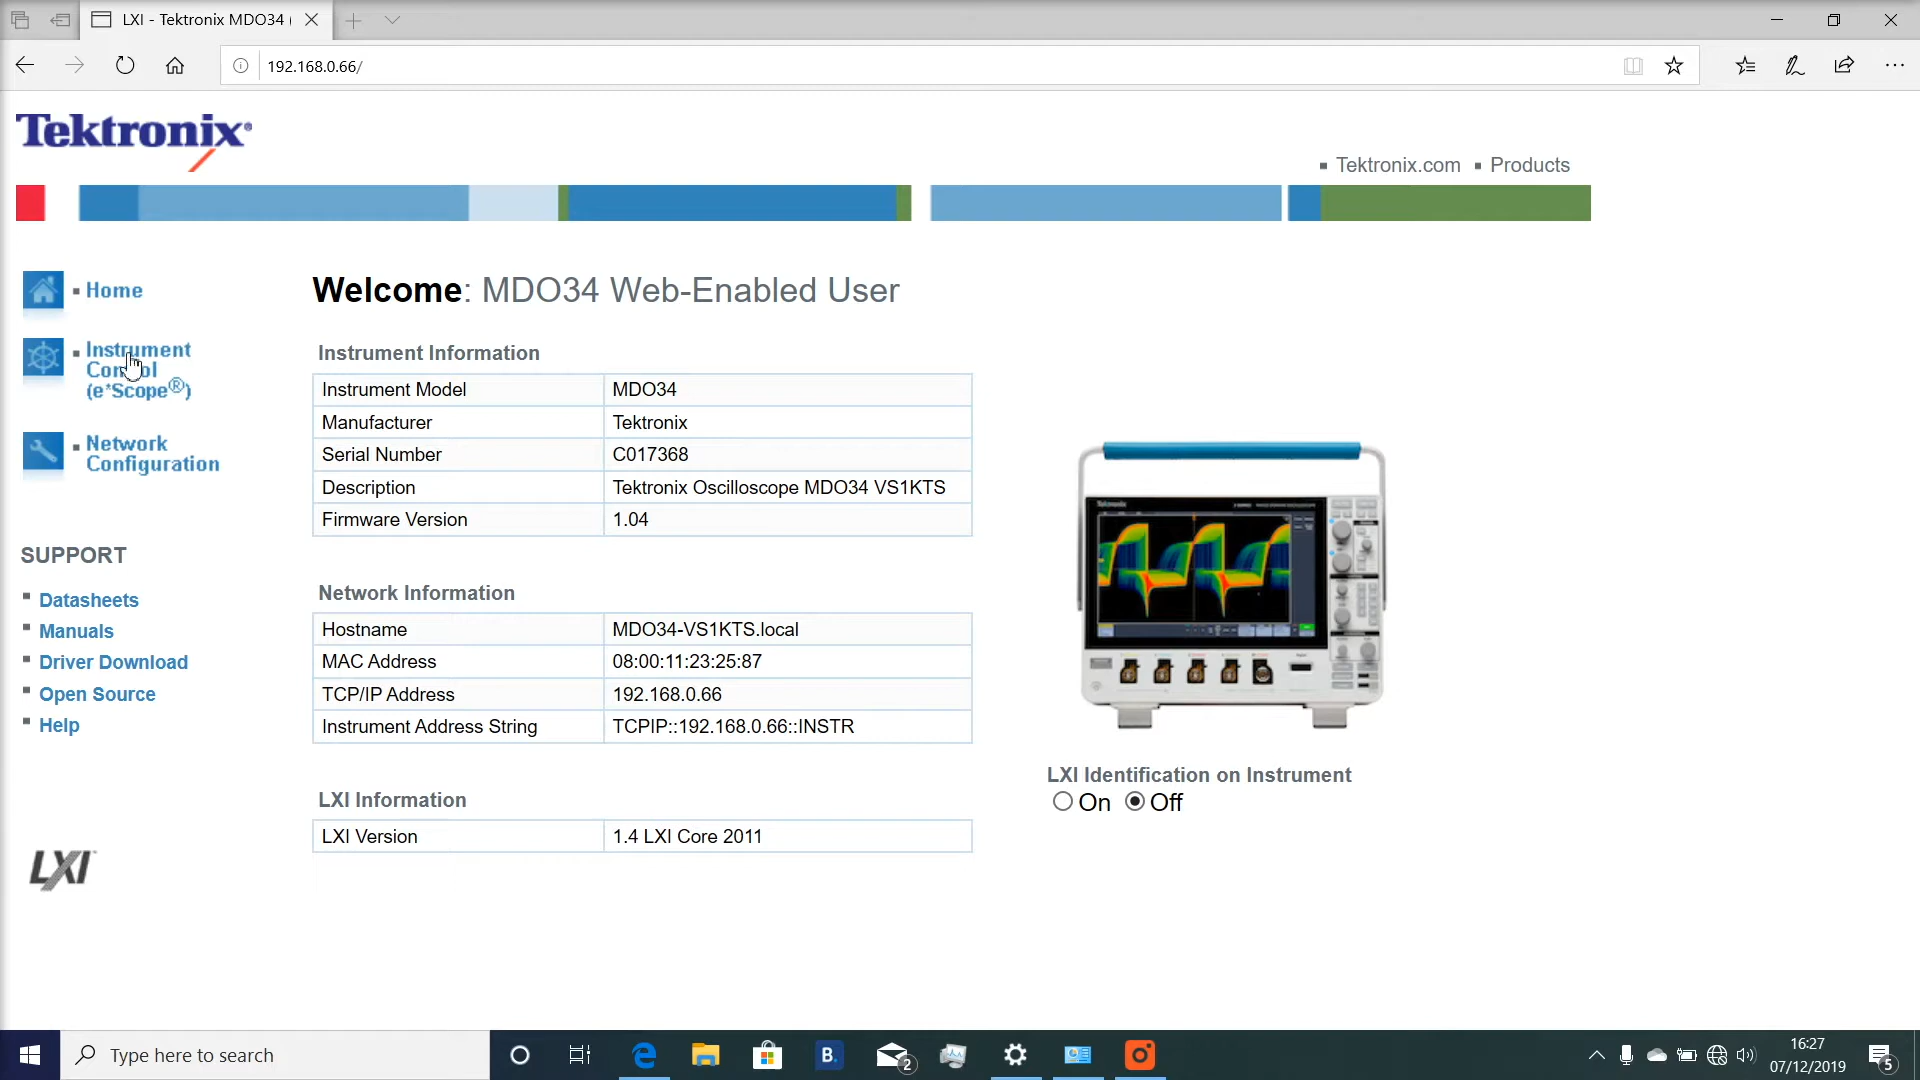 LXI - Tektronix MDO34 (
192.168.0.66/
Tektronix®
Tektronix.com
Products
Home
Instrument
Control
(e*Scope®)
Network
Configuration
SUPPORT
Datasheets
Manuals
Driver Download
Open Source
Help
LXI
Welcome: MDO34 Web-Enabled User
Instrument Information
Instrument Model MDO34
Manufacturer Tektronix
Serial Number C017368
Description Tektronix Oscilloscope MDO34 VS1KTS
Firmware Version 1.04
Network Information
Hostname MDO34-VS1KTS.local
MAC Address 08:00:11:23:25:87
TCP/IP Address 192.168.0.66
Instrument Address String TCPIP::192.168.0.66::INSTR
LXI Information
LXI Version 1.4 LXI Core 2011
Tektronix
LXI Identification on Instrument
On Off
Type here to search
B.
2
16:27
07/12/2019
5